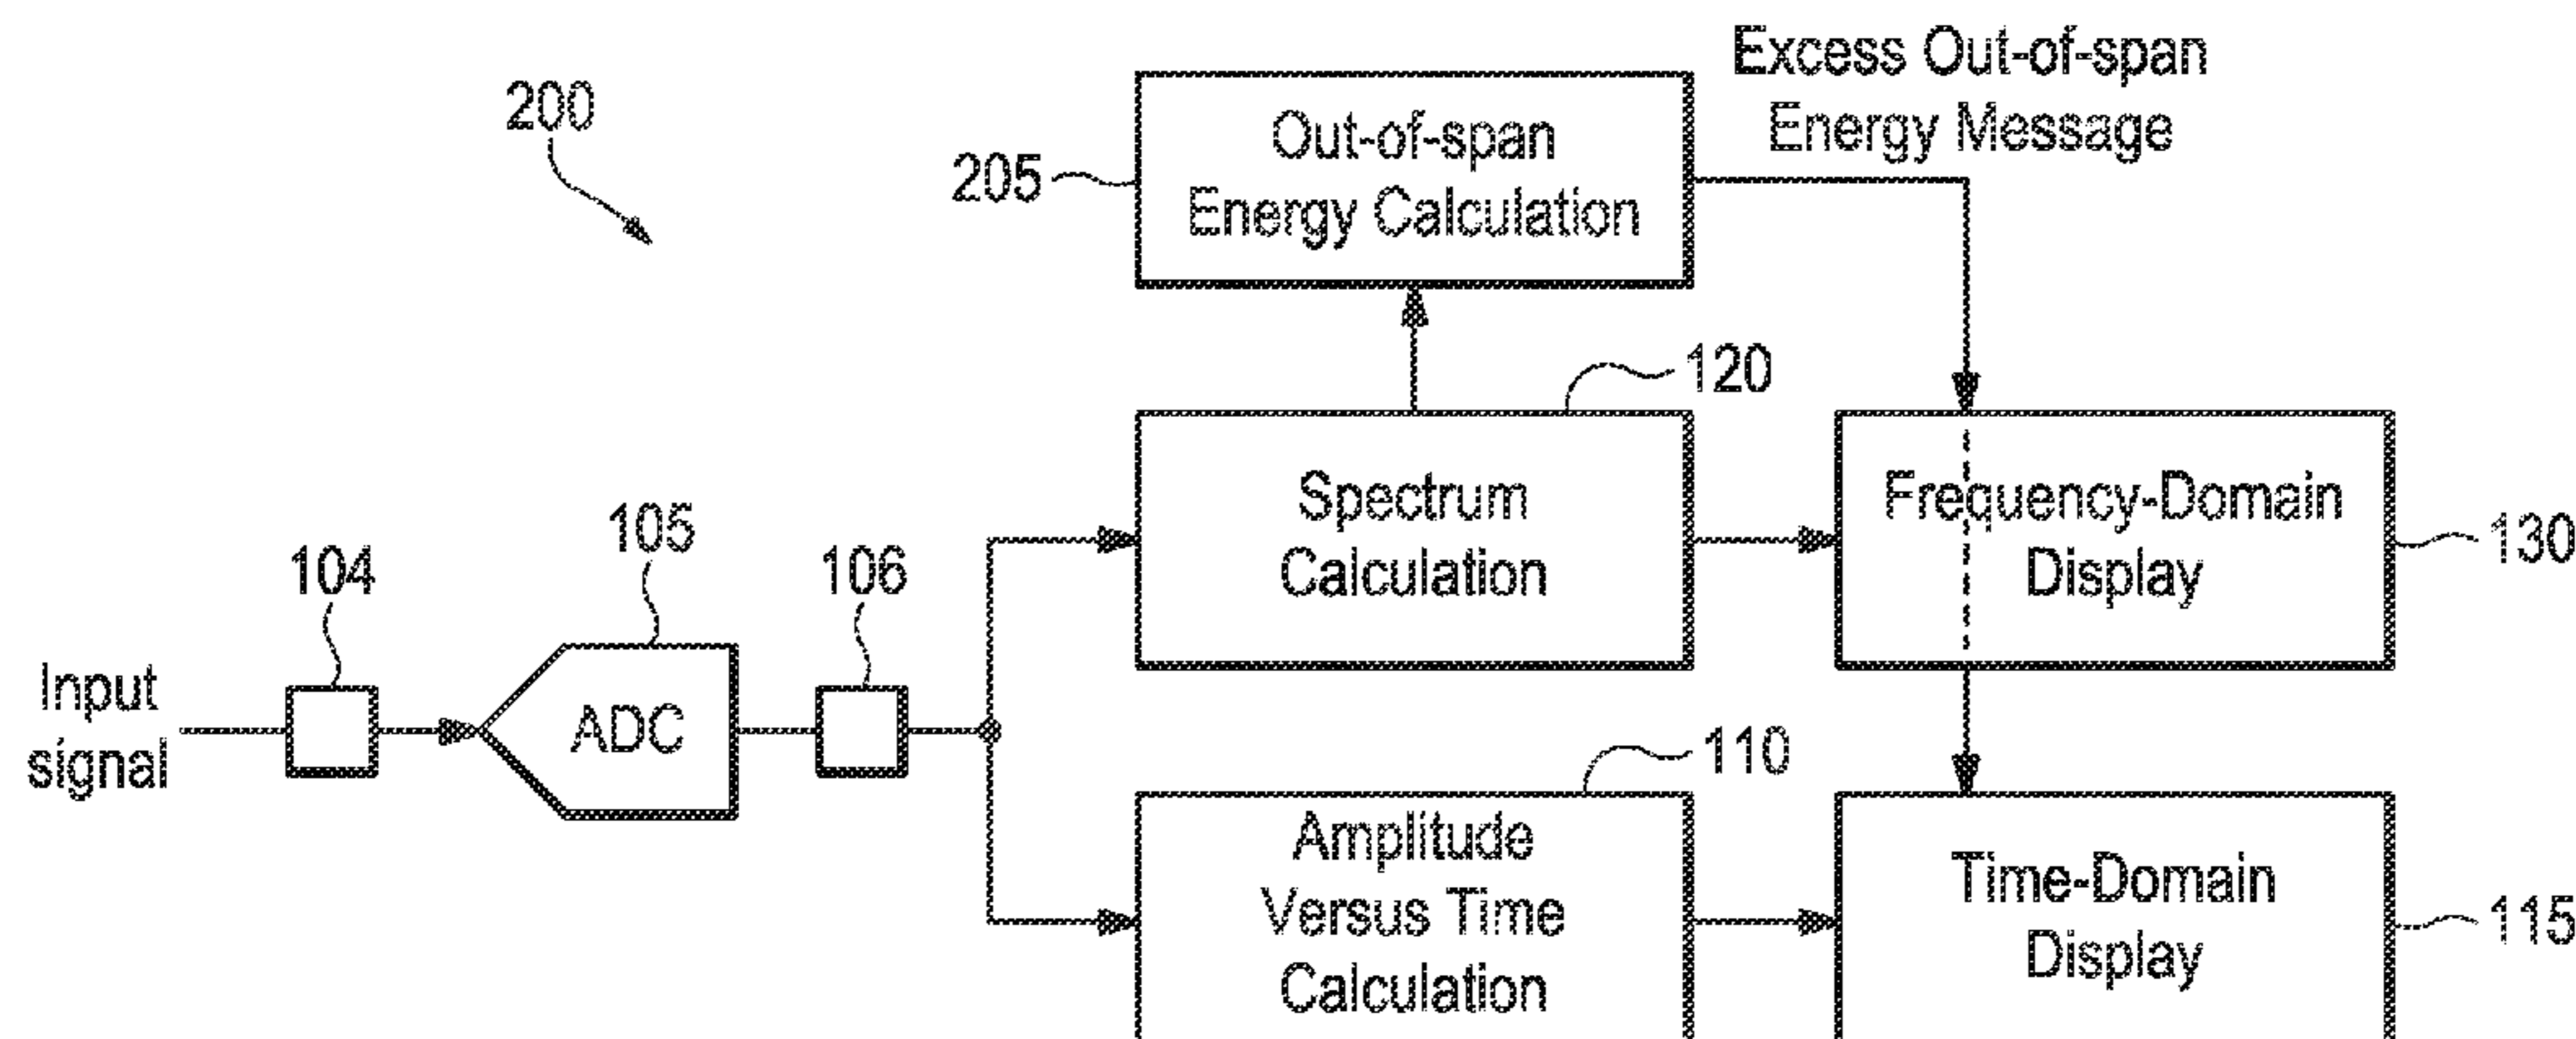 Excess Out-of-span
Energy Message
200
205
Out-of-span
Energy Calculation
120
Spectrum
Calculation
Frequency-Domain
Display
130
104
105
106
Input
signal
ADC
110
Amplitude
Versus Time
Calculation
Time-Domain
Display
115